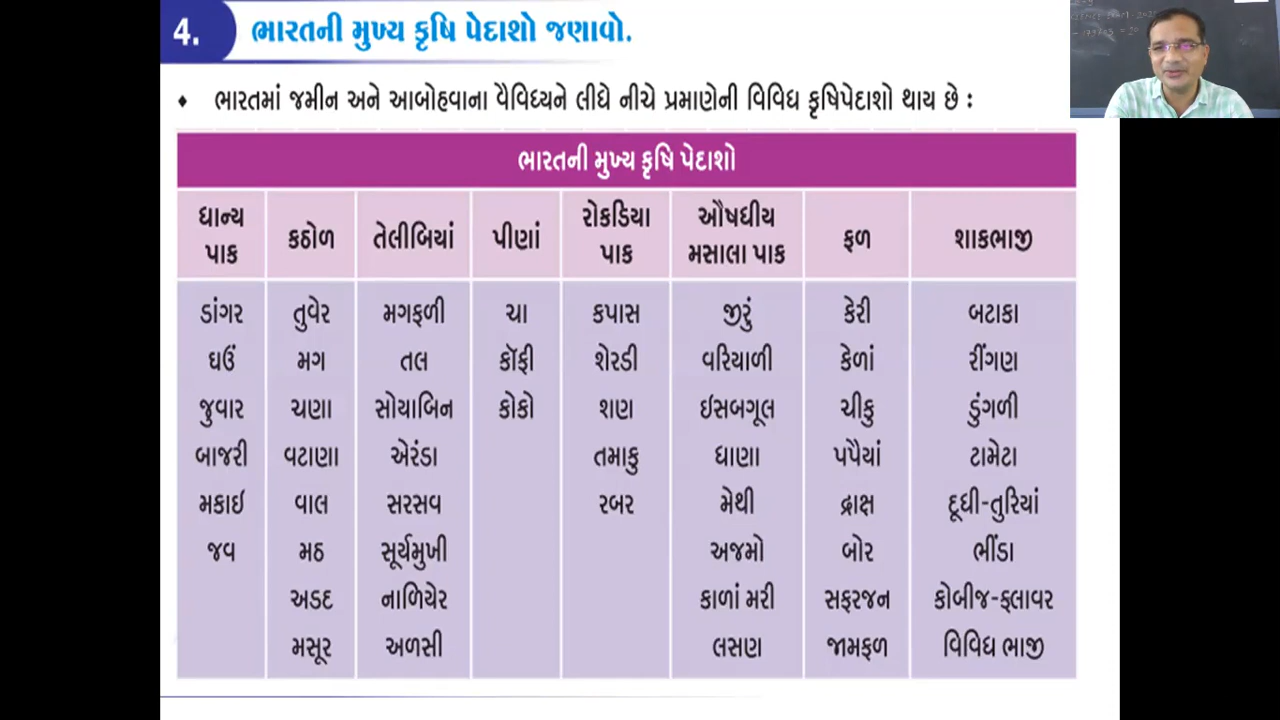 4. ભારતની મુખ્ય કૃષિ પેદાશો જણાવો.
♦ ભારતમાં જમીન અને આબોહવાના વૈવિધ્યને લીધે નીચે પ્રમાણેની વિવિધ કૃષિપેદાશો થાય છે :
ભારતની મુખ્ય કૃષિ પેદાશો
ધાન્ય પાક કઠોળ તેલીબિયાં પીણાં રોકડિયા પાક ઔષધીય મસાલા પાક ફળ શાકભાજી
ડાંગર તુવેર મગફળી ચા કપાસ જીરું કેરી બટાકા
ઘઉં મગ તલ કૉફી શેરડી વરિયાળી કેળાં રીંગણ
જુવાર ચણા સોયાબિન કોકો શણ ઈસબગૂલ ચીકુ ડુંગળી
બાજરી વટાણા એરંડા તમાકુ ધાણા પપૈયાં ટામેટા
મકાઈ વાલ સરસવ રબર મેથી દ્રાક્ષ દૂધી-તુરિયાં
જવ મઠ સૂર્યમુખી અજમો બોર ભીંડા
અડદ નાળિયેર કાળાં મરી સફરજન કોબીજ-ફ્લાવર
મસૂર અળસી લસણ જામફળ વિવિધ ભાજી